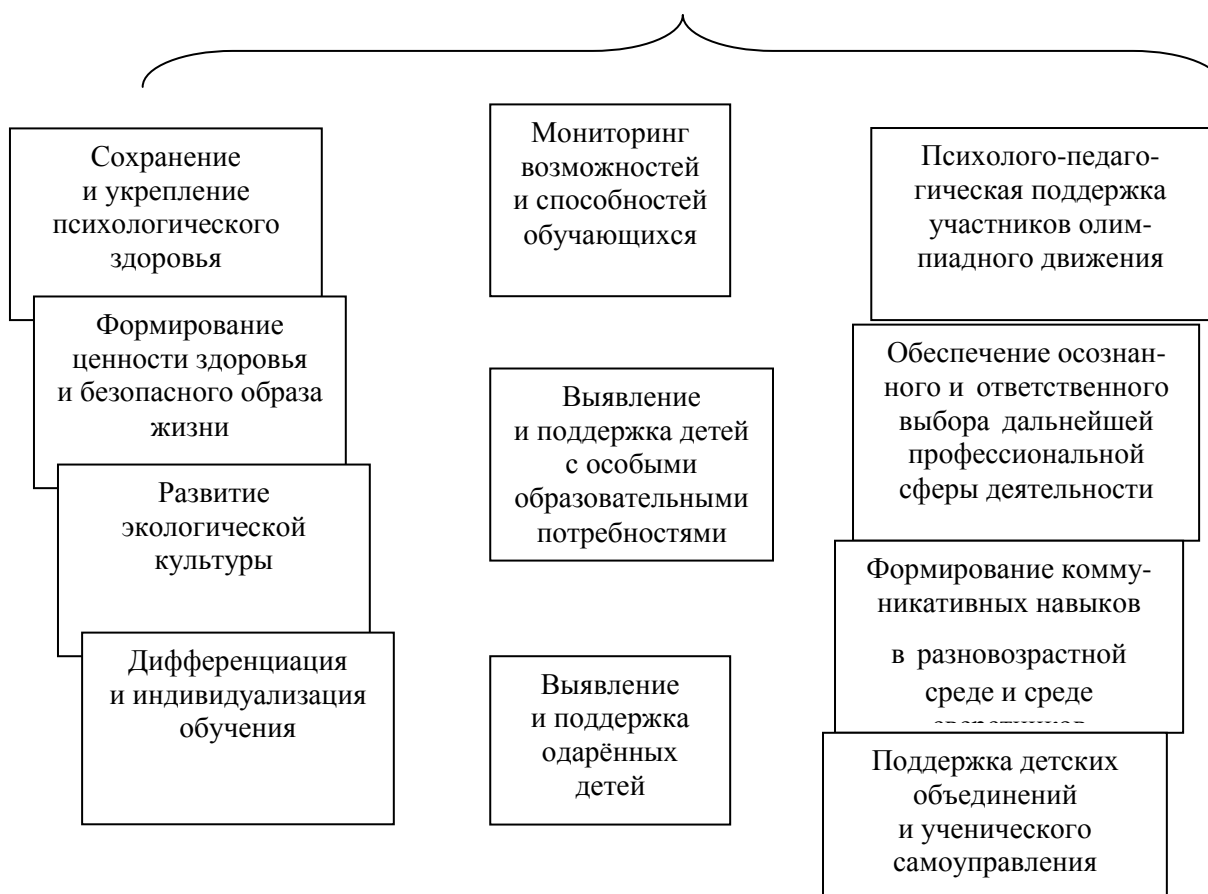 Сохранение
и укрепление
психологического
здоровья
Формирование
ценности здоровья
и безопасного образа
жизни
Развитие
экологической
культуры
Дифференциация
и индивидуализация
обучения
Мониторинг
возможностей
и способностей
обучающихся
Выявление
и поддержка детей
с особыми
образовательными
потребностями
Выявление
и поддержка
одарённых
детей
Психолого-педаго-
гическая поддержка
участников олим-
пиадного движения
Обеспечение осознан-
ного и ответственного
выбора дальнейшей
профессиональной
сферы деятельности
Формирование комму-
никативных навыков
в разновозрастной
среде и среде
Поддержка детских
объединений
и ученического
самоуправления